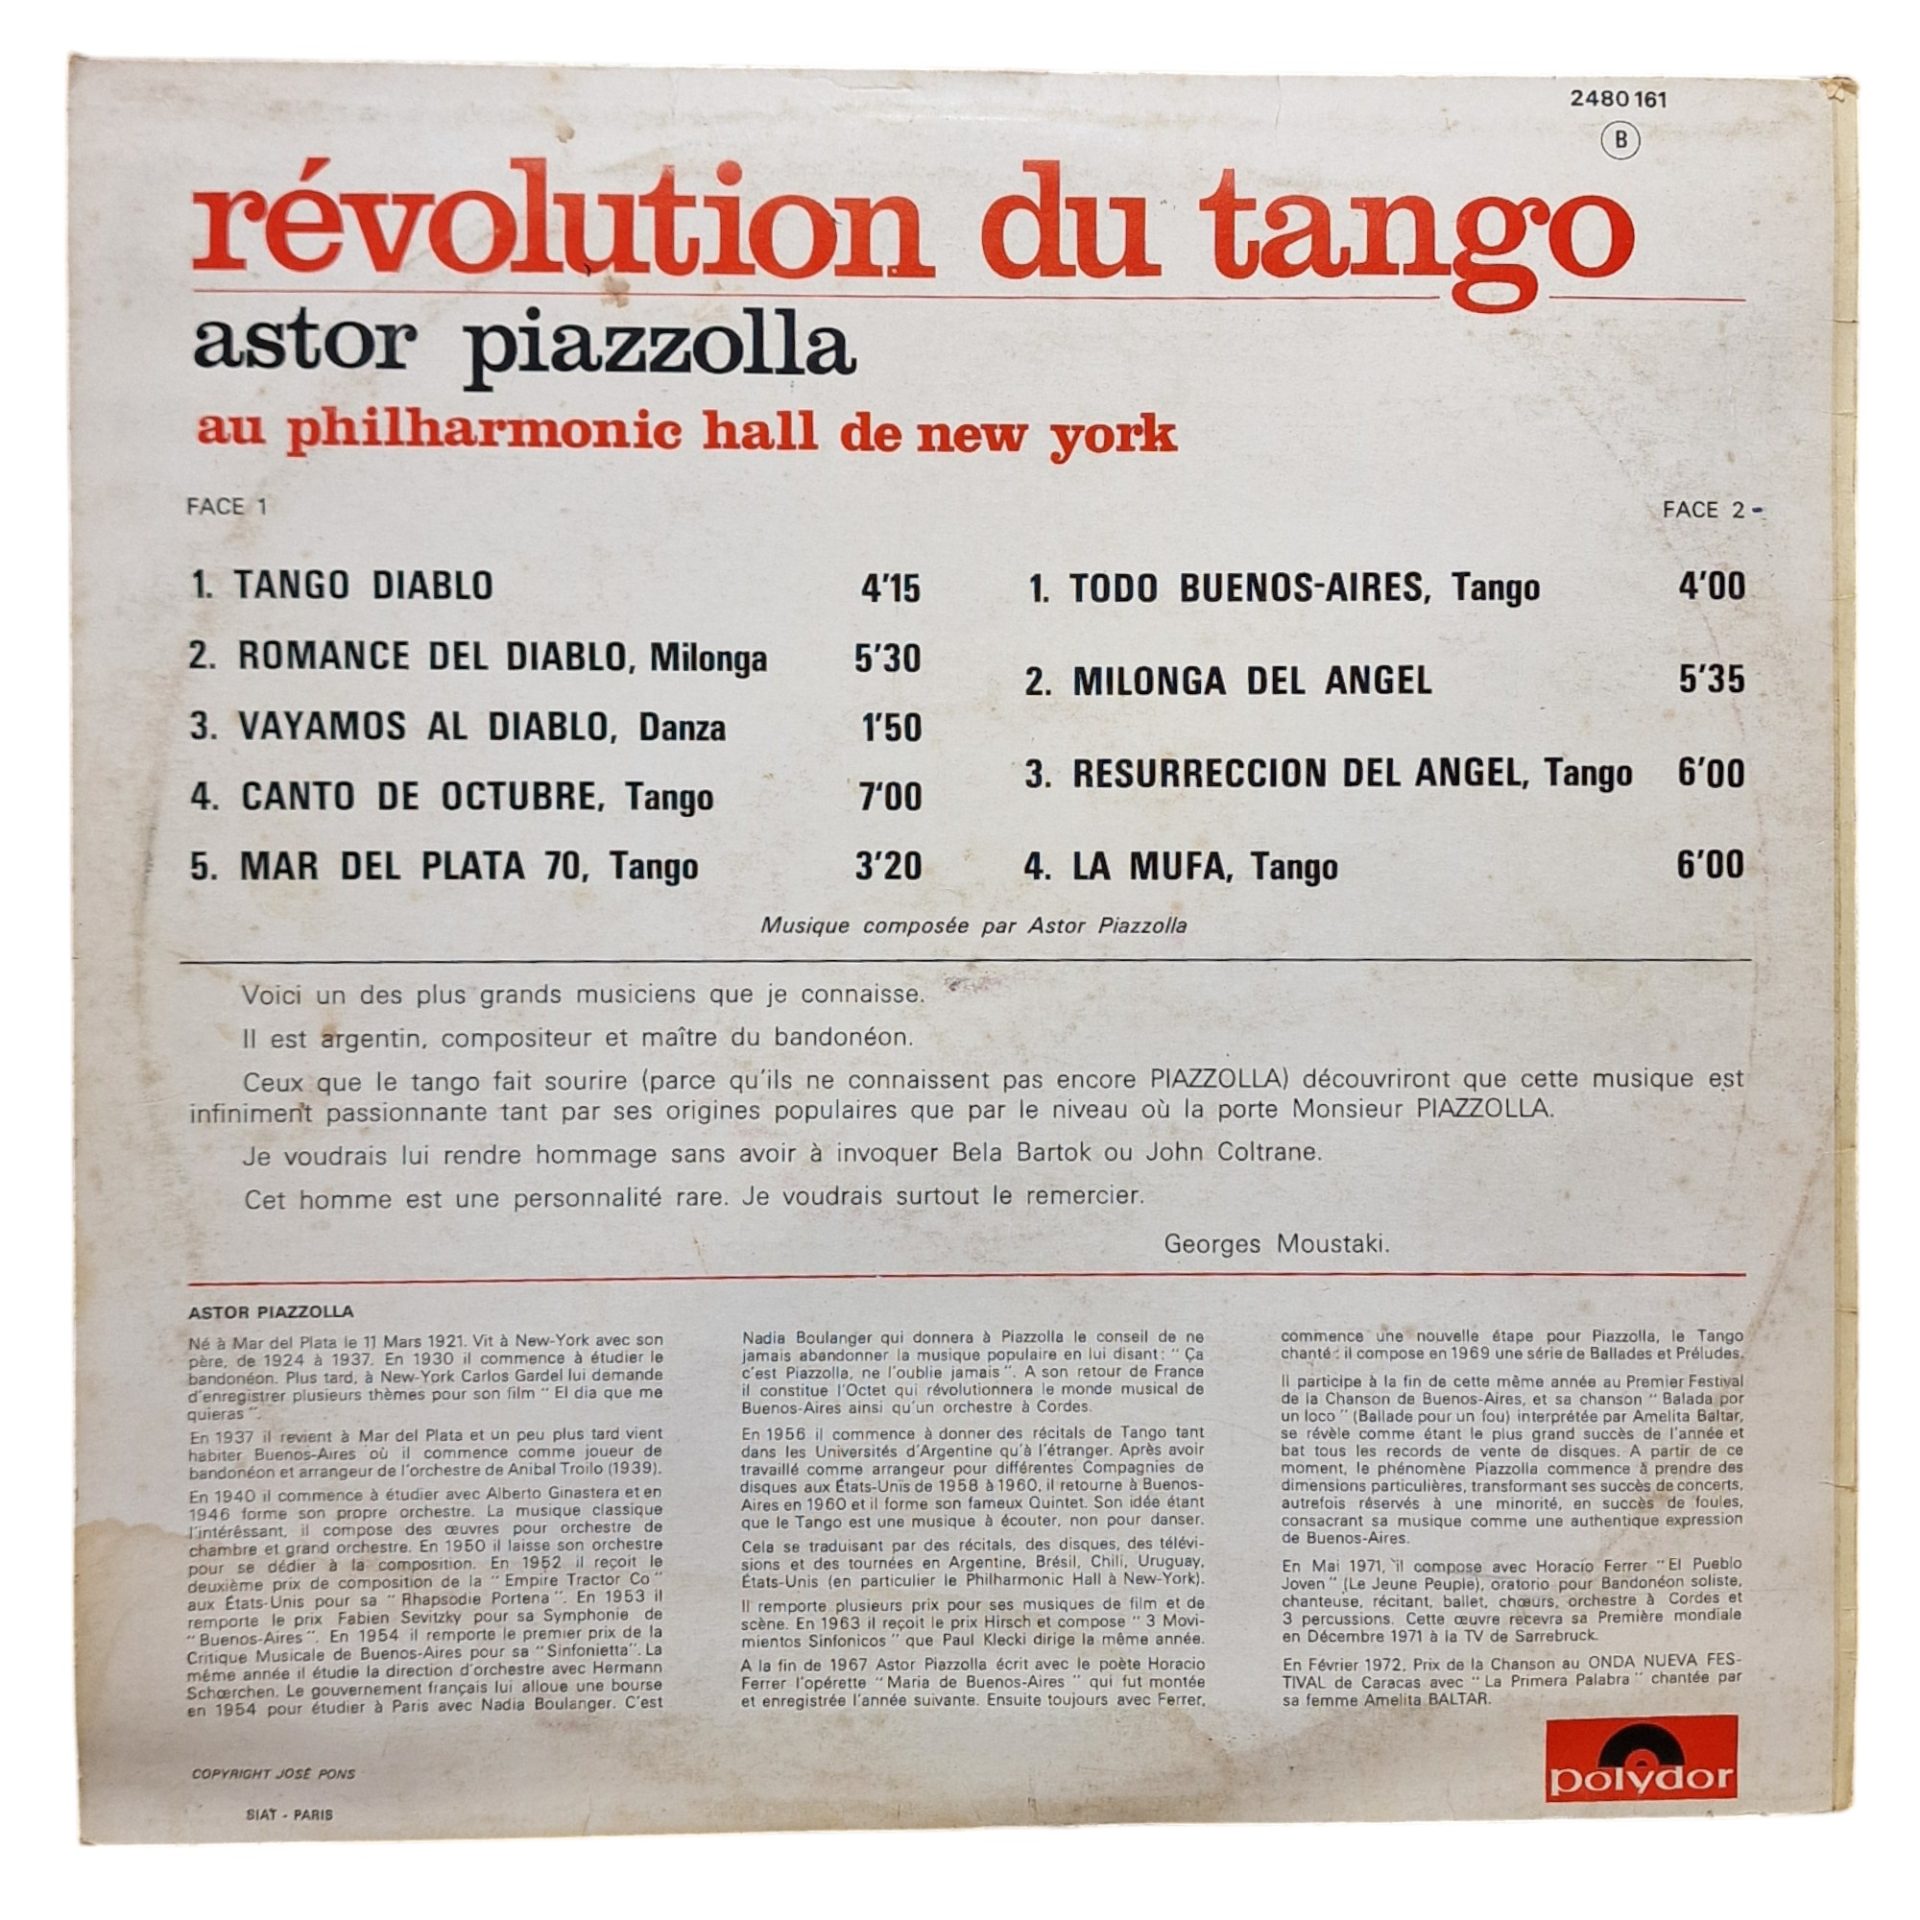 2480 161
B
révolution du tango
astor piazzolla
au philharmonic hall de new york
FACE 1
1. TANGO DIABLO 4'15
2. ROMANCE DEL DIABLO, Milonga 5'30
3. VAYAMOS AL DIABLO, Danza 1'50
4. CANTO DE OCTUBRE, Tango 7'00
5. MAR DEL PLATA 70, Tango 3'20
FACE 2
1. TODO BUENOS-AIRES, Tango 4'00
2. MILONGA DEL ANGEL 5'35
3. RESURRECCION DEL ANGEL, Tango 6'00
4. LA MUFA, Tango 6'00
Musique composée par Astor Piazzolla
Voici un des plus grands musiciens que je connaisse.
Il est argentin, compositeur et maître du bandonéon.
Ceux que le tango fait sourire (parce qu'ils ne connaissent pas encore PIAZZOLLA) découvriront que cette musique est
infiniment passionnante tant par ses origines populaires que par le niveau où la porte Monsieur PIAZZOLLA.
Je voudrais lui rendre hommage sans avoir à invoquer Bela Bartok ou John Coltrane.
Cet homme est une personnalité rare. Je voudrais surtout le remercier.
Georges Moustaki.
ASTOR PIAZZOLLA
Né à Mar del Plata le 11 Mars 1921. Vit à New-York avec son
père, de 1924 à 1937. En 1930 il commence à étudier le
bandonéon. Plus tard, à New-York Carlos Gardel lui demande
d'enregistrer plusieurs thèmes pour son film " El dia que me
quieras ".
En 1937 il revient à Mar del Plata et un peu plus tard vient
habiter Buenos-Aires où il commence comme joueur de
bandonéon et arrangeur de l'orchestre de Anibal Troilo (1939).
En 1940 il commence à étudier avec Alberto Ginastera et en
1946 forme son propre orchestre. La musique classique
l'intéréssant, il compose des œuvres pour orchestre de
chambre et grand orchestre. En 1950 il laisse son orchestre
pour se dédier à la composition. En 1952 il reçoit le
deuxième prix de composition de la " Empire Tractor Co "
aux États-Unis pour sa " Rhapsodie Portena ". En 1953 il
remporte le prix Fabien Sevitzky pour sa Symphonie de
" Buenos-Aires ". En 1954 il remporte le premier prix de la
Critique Musicale de Buenos-Aires pour sa " Sinfonietta ". La
même année il étudie la direction d'orchestre avec Hermann
Schœrchen. Le gouvernement français lui alloue une bourse
en 1954 pour étudier à Paris avec Nadia Boulanger. C'est
Nadia Boulanger qui donnera à Piazzolla le conseil de ne
jamais abandonner la musique populaire en lui disant : " Ça
c'est Piazzolla, ne l'oublie jamais ". A son retour de France
il constitue l'Octet qui révolutionnera le monde musical de
Buenos-Aires ainsi qu'un orchestre à Cordes.
En 1956 il commence à donner des récitals de Tango tant
dans les Universités d'Argentine qu'à l'étranger. Après avoir
travaillé comme arrangeur pour différentes Compagnies de
disques aux États-Unis de 1958 à 1960, il retourne à Buenos-
Aires en 1960 et il forme son fameux Quintet. Son idée étant
que le Tango est une musique à écouter, non pour danser.
Cela se traduisant par des récitals, des disques, des télévi-
sions et des tournées en Argentine, Brésil, Chili, Uruguay,
États-Unis (en particulier le Philharmonic Hall à New-York).
Il remporte plusieurs prix pour ses musiques de film et de
scène. En 1963 il reçoit le prix Hirsch et compose " 3 Movi-
mientos Sinfonicos " que Paul Klecki dirige la même année.
A la fin de 1967 Astor Piazzolla écrit avec le poète Horacio
Ferrer l'opérette " Maria de Buenos-Aires " qui fut montée
et enregistrée l'année suivante. Ensuite toujours avec Ferrer,
commence une nouvelle étape pour Piazzolla, le Tango
chanté : il compose en 1969 une série de Ballades et Préludes.
Il participe à la fin de cette même année au Premier Festival
de la Chanson de Buenos-Aires, et sa chanson " Balada por
un loco " (Ballade pour un fou) interprétée par Amelita Baltar,
se révèle comme étant le plus grand succès de l'année et
bat tous les records de vente de disques. A partir de ce
moment, le phénomène Piazzolla commence à prendre des
dimensions particulières, transformant ses succès de concerts,
autrefois réservés à une minorité, en succès de foules,
consacrant sa musique comme une authentique expression
de Buenos-Aires.
En Mai 1971, il compose avec Horacio Ferrer " El Pueblo
Joven " (Le Jeune Peuple), oratorio pour Bandonéon soliste,
chanteuse, récitant, ballet, chœurs, orchestre à Cordes et
3 percussions. Cette œuvre recevra sa Première mondiale
en Décembre 1971 à la TV de Sarrebruck.
En Février 1972, Prix de la Chanson au ONDA NUEVA FES-
TIVAL de Caracas avec " La Primera Palabra " chantée par
sa femme Amelita BALTAR.
COPYRIGHT JOSÉ PONS
SIAT - PARIS
polydor